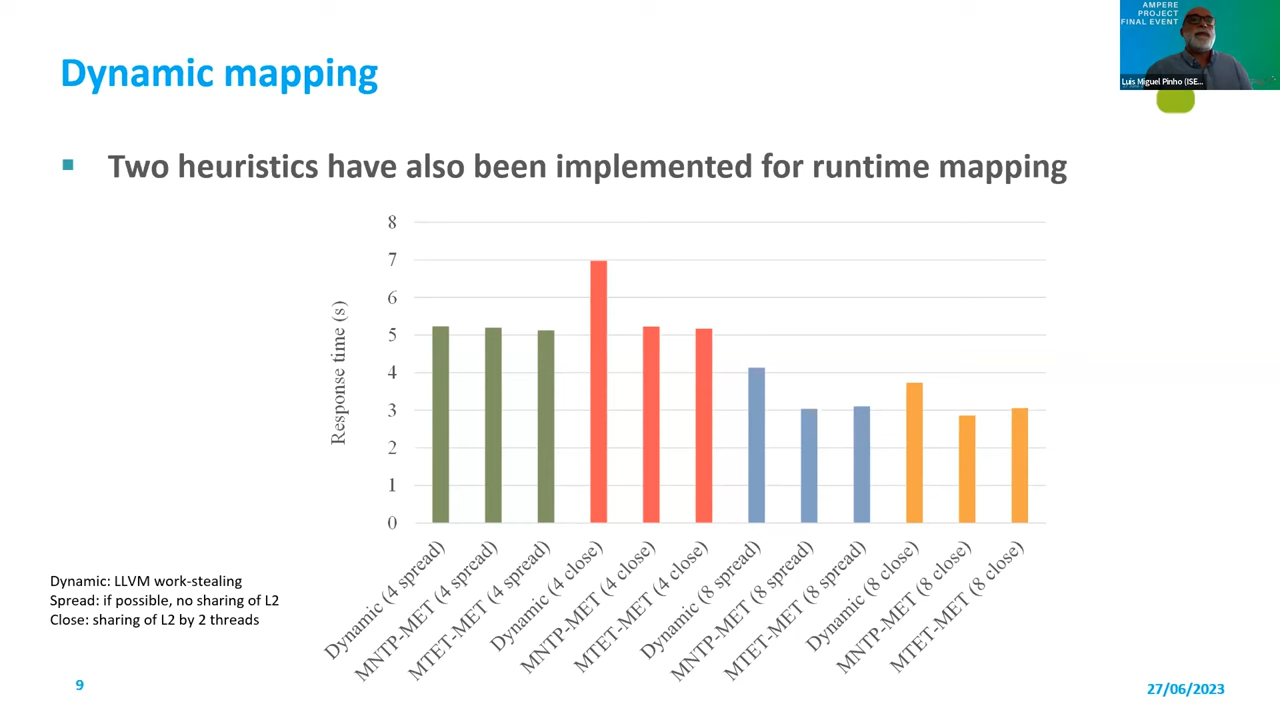 AMPERE
PROJECT
FINAL EVENT
Luis Miguel Pinho (ISE...
Dynamic mapping
Two heuristics have also been implemented for runtime mapping
8
7
6
5
4
3
2
1
0
Response time (s)
Dynamic (4 spread)
MNTP-MET (4 spread)
MTET-MET (4 spread)
Dynamic (4 close)
MNTP-MET (4 close)
MTET-MET (4 close)
Dynamic (8 spread)
MNTP-MET (8 spread)
MTET-MET (8 spread)
Dynamic (8 close)
MNTP-MET (8 close)
MTET-MET (8 close)
Dynamic: LLVM work-stealing
Spread: if possible, no sharing of L2
Close: sharing of L2 by 2 threads
9
27/06/2023